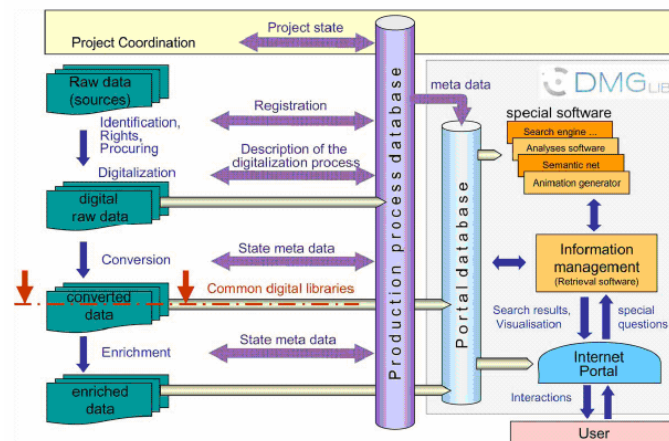 Project Coordination
Project state
Raw data
(sources)
Identification,
Rights,
Procuring
Registration
Digitalization
Description of the
digitalization process
digital
raw data
Conversion
State meta data
Common digital libraries
converted
data
Enrichment
State meta data
enriched
data
Production process database
meta data
Portal database
DMG LIB
special software
Search engine ...
Analyses software
Semantic net
Animation generator
Information
management
(Retrieval software)
Search results,
Visualisation
special
questions
Internet
Portal
Interactions
User